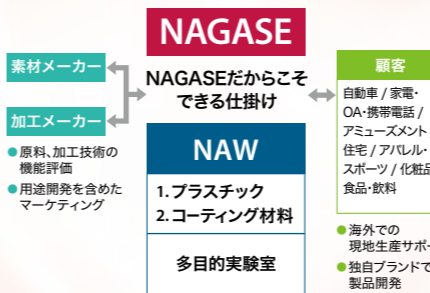 NAGASE
素材メーカー
加工メーカー
●原料、加工技術の
機能評価
●用途開発を含めた
マーケティング
NAGASEだからこそ
できる仕掛け
NAW
1.プラスチック
2.コーティング材料
多目的実験室
顧客
自動車 / 家電・
OA・携帯電話 /
アミューズメント
住宅 / アパレル・
スポーツ / 化粧品
食品・飲料
●海外での
現地生産サポー
●独自ブランドで
製品開発